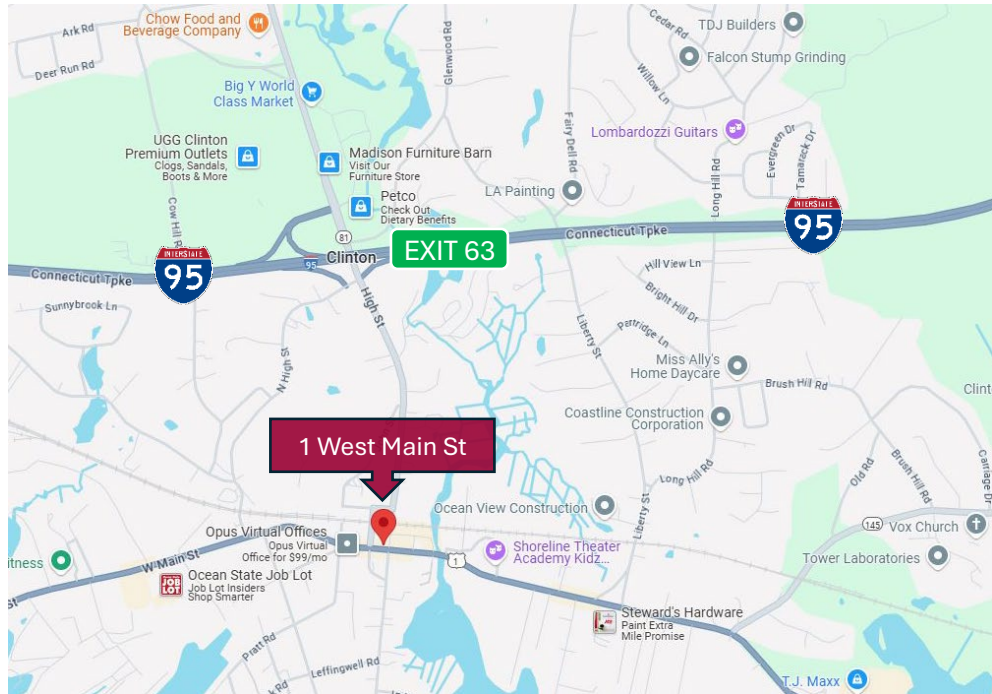 Ark Rd
Chow Food and
Beverage Company
Glenwood Rd
Cedar Rd
TDJ Builders
Deer Run Rd
Falcon Stump Grinding
Big Y World
Class Market
Willow Ln
Lombardozzi Guitars
UGG Clinton
Premium Outlets
Clogs, Sandals,
Boots & More
Madison Furniture Barn
Visit Our
Furniture Store
Fairy Dell Rd
Evergreen Dr
Tamarack Dr
Long Hill Rd
LA Painting
Petco
Check Out
Dietary Benefits
Cow Hill Rd
INTERSTATE
95
81
Clinton
95
EXIT 63
Connecticut Tpke
INTERSTATE
95
Connecticut Tpke
Hill View Ln
Sunnybrook Ln
High St
Bright Hill Dr
Liberty St
Partridge Ln
N High St
Miss Ally's
Home Daycare
Brush Hill Rd
Clint
Coastline Construction
Corporation
1 West Main St
Long Hill Rd
Old Rd
Brush Hill Rd
Carriage Dr
Liberty St
Ocean View Construction
145
Vox Church
Opus Virtual Offices
Opus Virtual
Office for $99/mo
W Main St
1
Shoreline Theater
Academy Kidz...
Tower Laboratories
itness
St
JOB
LOT
Ocean State Job Lot
Job Lot Insiders
Shop Smarter
Steward's Hardware
Paint Extra
Mile Promise
Pratt Rd
Leffingwell Rd
T.J. Maxx